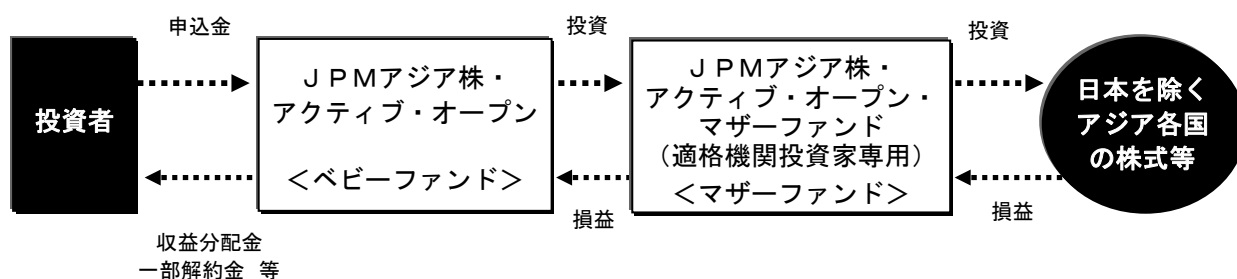 申込金
投資
投資
投資者
ＪＰＭアジア株・
アクティブ・オープン
＜ベビーファンド＞
ＪＰＭアジア株・
アクティブ・オープン・
マザーファンド
（適格機関投資家専用）
＜マザーファンド＞
日本を除く
アジア各国
の株式等
損益
損益
収益分配金
一部解約金　等